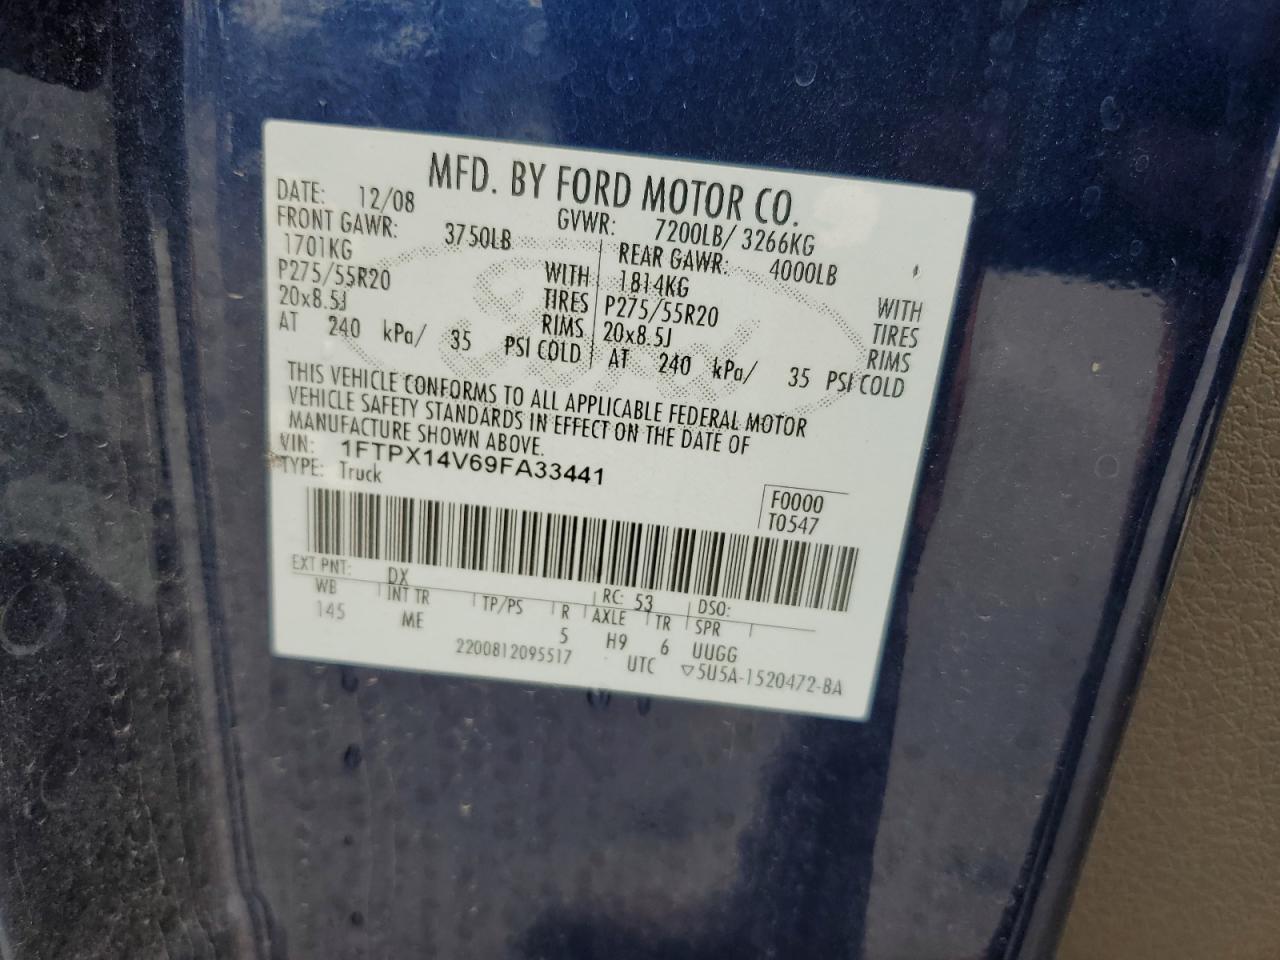 MFD. BY FORD MOTOR CO.
DATE: 12/08 GVWR: 7200LB/ 3266KG
FRONT GAWR: 3750LB REAR GAWR: 4000LB
1701KG WITH 1814KG WITH
P275/55R20 TIRES P275/55R20 TIRES
20x8.5J RIMS 20x8.5J RIMS
AT 240 kPa/ 35 PSI COLD AT 240 kPa/ 35 PSI COLD
THIS VEHICLE CONFORMS TO ALL APPLICABLE FEDERAL MOTOR
VEHICLE SAFETY STANDARDS IN EFFECT ON THE DATE OF
MANUFACTURE SHOWN ABOVE.
VIN: 1FTPX14V69FA33441
TYPE: Truck
F0000
T0547
EXT PNT: DX RC: 53 DSO:
WB INT TR TP/PS R AXLE TR SPR
145 ME 5 H9 6 UUGG
2200812095517 UTC ▽5U5A-1520472-BA